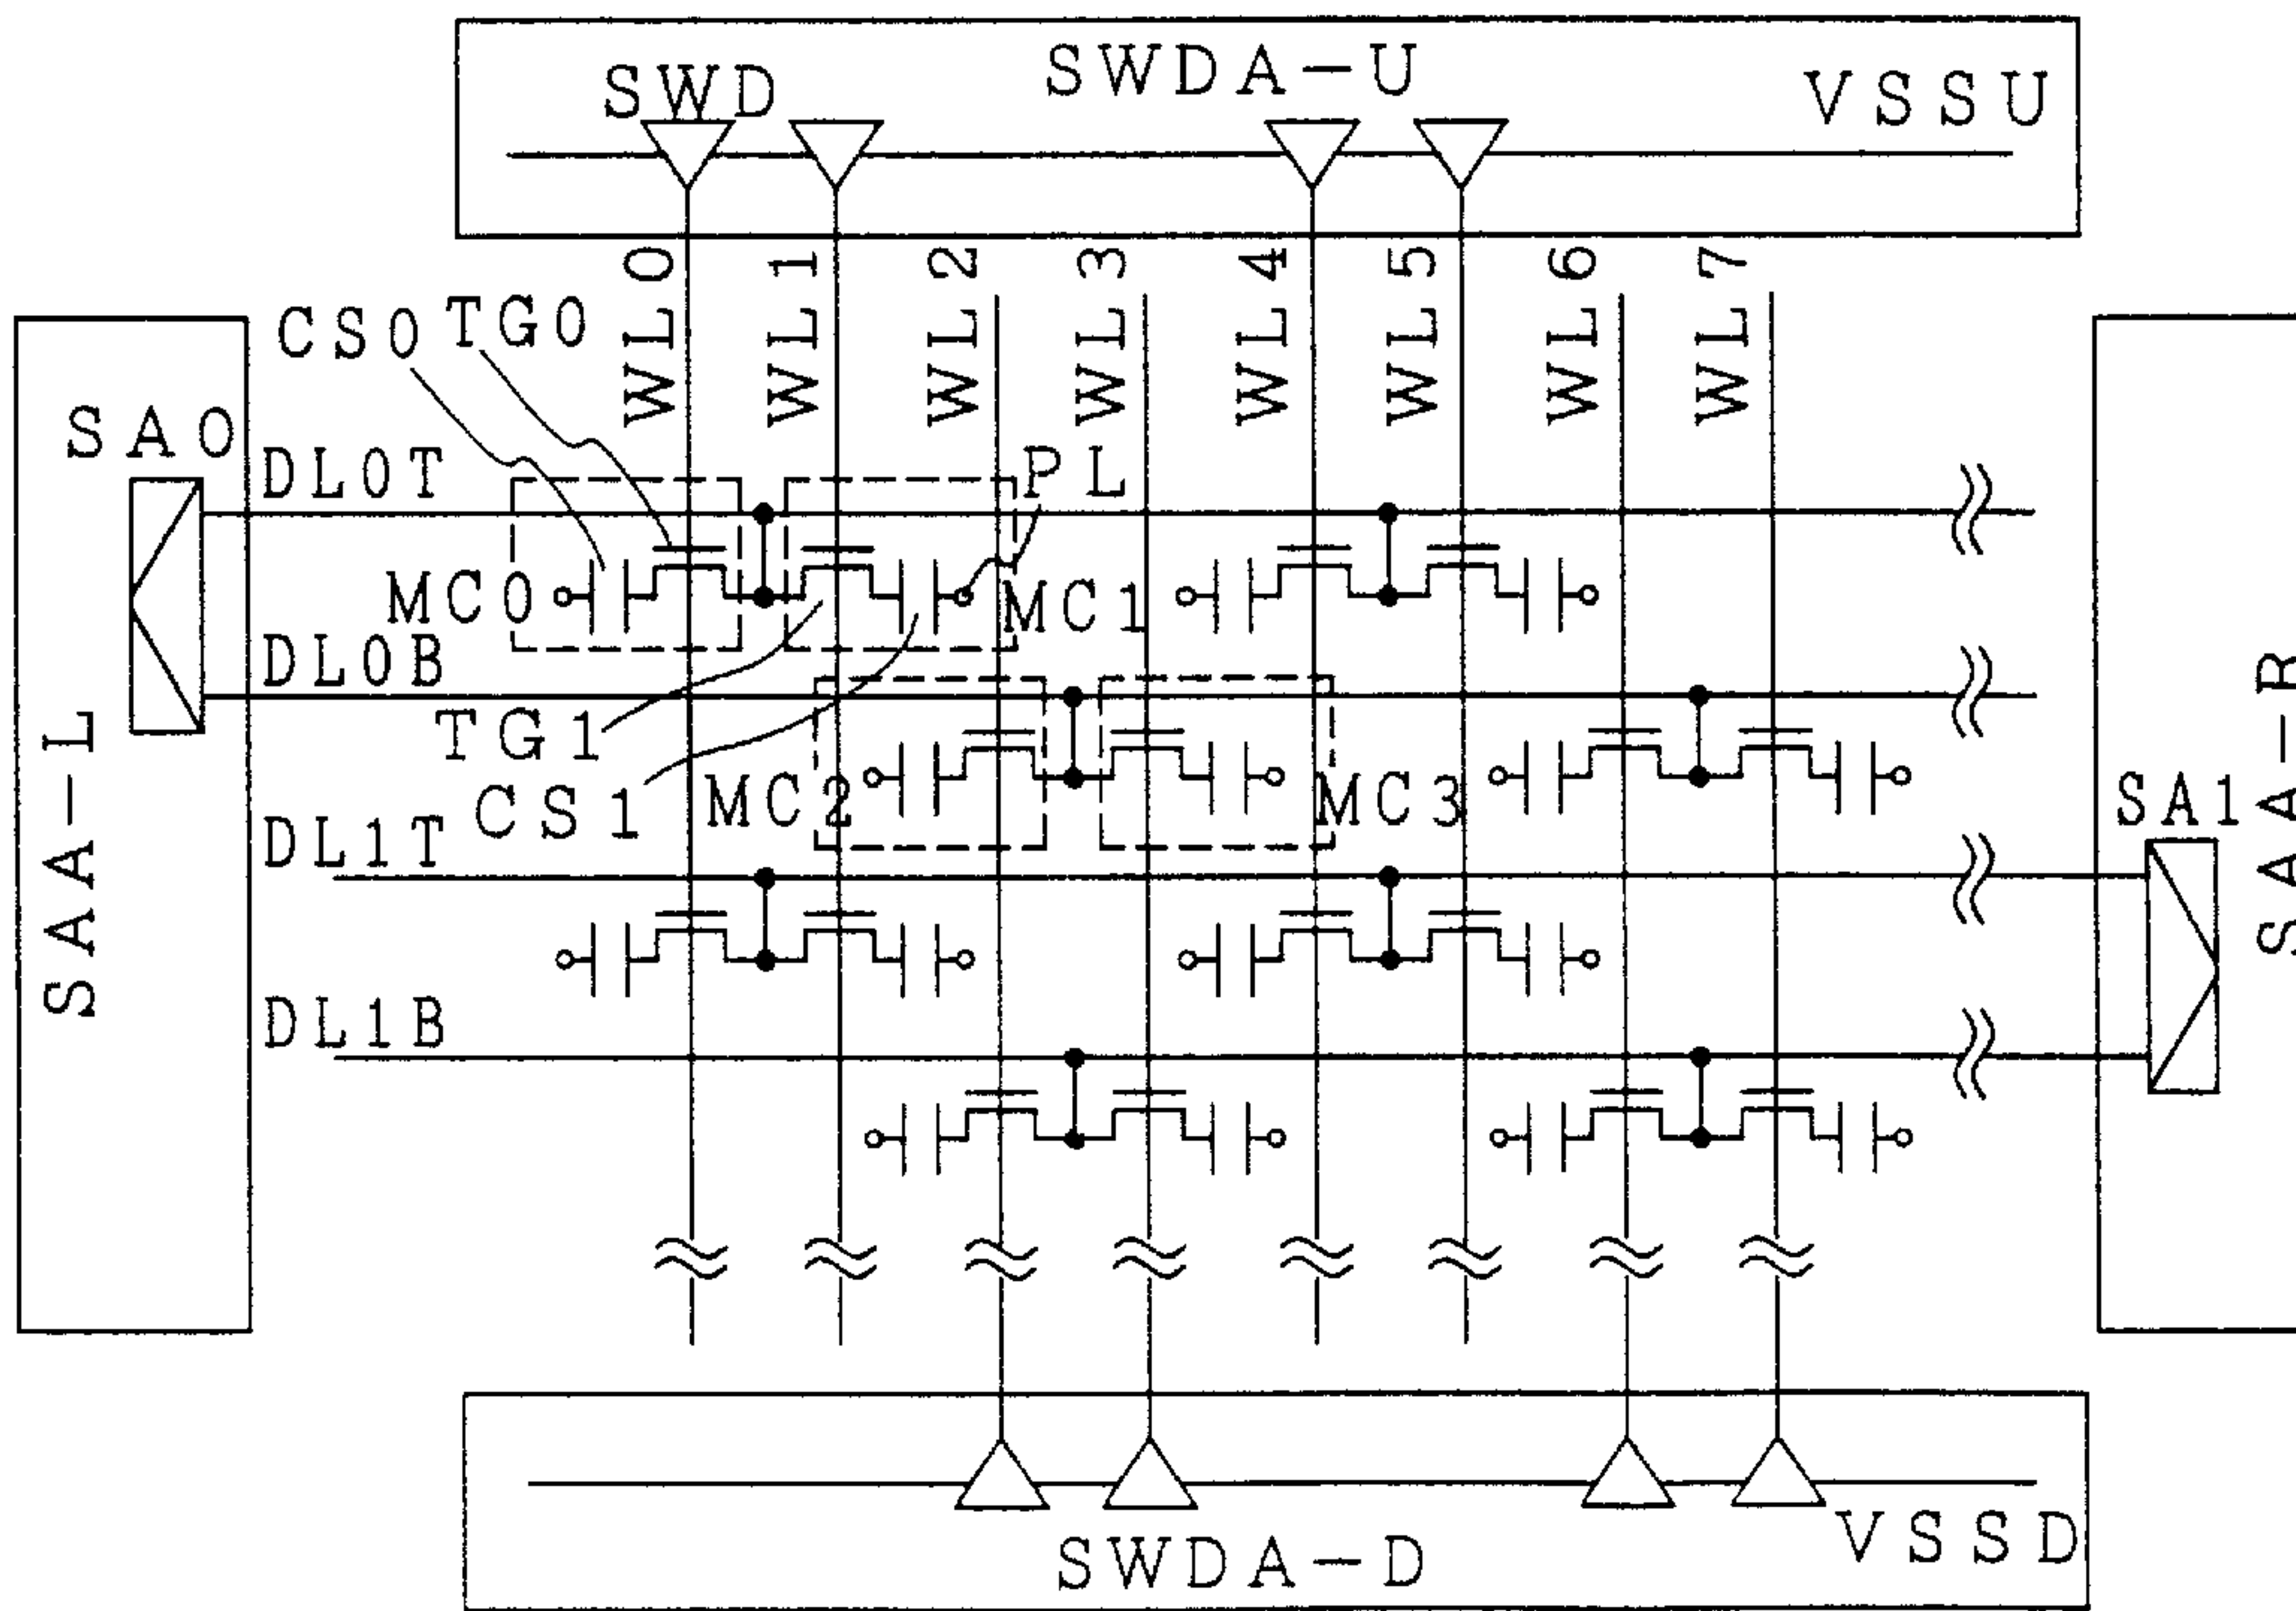 SWD
SWDA-U
VSSU
WL0
WL1
WL2
WL3
WL4
WL5
WL6
WL7
CS0
TG0
SA0
DL0T
PL
MC0
MC1
DL0B
SAA-L
TG1
MC2
CS1
MC3
DL1T
SA1
SAA-R
DL1B
SWDA-D
VSSD